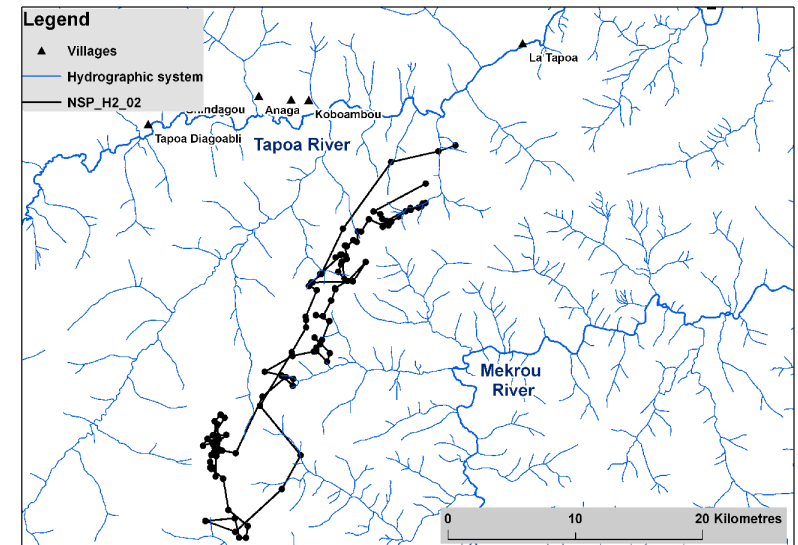 Legend
Villages
Hydrographic system
NSP_H2_02
La Tapoa
Anaga
Koboambou
Tapoa Diagoabli
Tapoa River
Mekrou
River
0 10 20 Kilometres